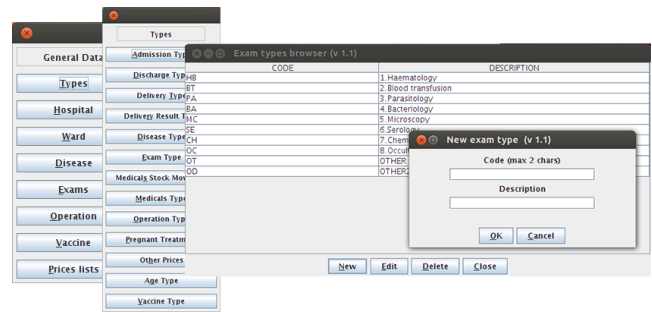 General Data
Types
Hospital
Ward
Disease
Exams
Operation
Vaccine
Prices lists
Types
Admission Typ
Discharge Typ
Delivery Type
Delivery Result T
Disease Type
Exam Type
Medicals Stock Mov
Medicals Type
Operation Typ
Pregnant Treatm
Other Prices
Age Type
Vaccine Type
Exam types browser (v 1.1)
CODE DESCRIPTION
HB 1.Haematology
BT 2.Blood transfusion
PA 3.Parasitology
BA 4.Bacteriology
MC 5.Microscopy
SE 6.Serology
CH 7.Chem
OC 8.Occul
OT OTHER
OD OTHER2
New Edit Delete Close
New exam type (v 1.1)
Code (max 2 chars)
Description
OK Cancel